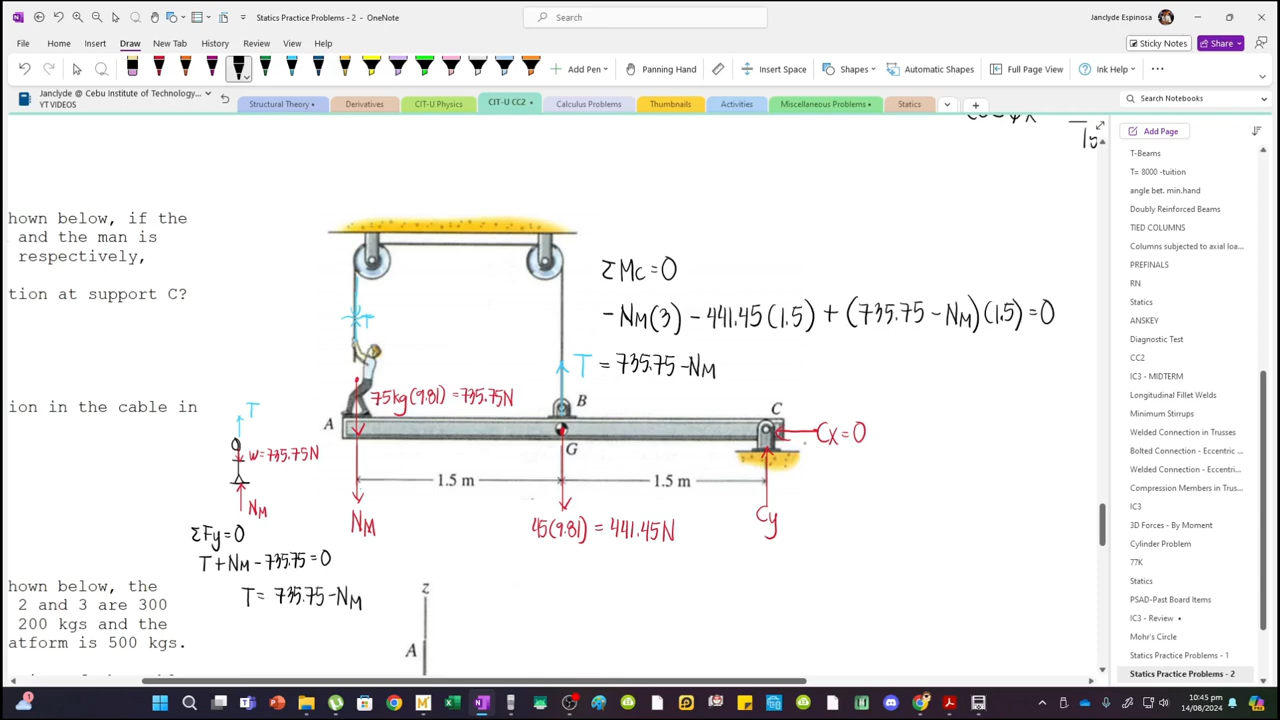 Statics Practice Problems - 2 - OneNote
Search
Janclyde Espinosa
File Home Insert Draw New Tab History Review View Help
Sticky Notes
Share
Add Pen
Panning Hand
Insert Space
Shapes
Automatic Shapes
Full Page View
Ink Help
Janclyde @ Cebu Institute of Technology...
YT VIDEOS
Structural Theory
Derivatives
CIT-U Physics
CIT-U CC2
Calculus Problems
Thumbnails
Activities
Miscellaneous Problems
Statics
Search Notebooks
Add Page
T-Beams
T= 8000 -tuition
angle bet. min.hand
Doubly Reinforced Beams
TIED COLUMNS
Columns subjected to axial loa...
PREFINALS
RN
Statics
ANSKEY
Diagnostic Test
CC2
IC3 - MIDTERM
Longitudinal Fillet Welds
Minimum Stirrups
Welded Connection in Trusses
Bolted Connection - Eccentric ...
Welded Connection - Eccentri...
Compression Members in Trus...
IC3
3D Forces - By Moment
Cylinder Problem
77K
Statics
PSAD-Past Board Items
IC3 - Review
Mohr's Circle
Statics Practice Problems - 1
Statics Practice Problems - 2
hown below, if the
and the man is
respectively,
tion at support C?
ion in the cable in
hown below, the
2 and 3 are 300
200 kgs and the
atform is 500 kgs.
ΣMc = 0
- NM(3) - 441.45(1.5) + (735.75 - NM)(1.5) = 0
T
T = 735.75 - NM
75kg(9.81) = 735.75N
B
A
C
G
Cx = 0
1.5 m
1.5 m
NM
45(9.81) = 441.45N
Cy
T
W = 735.75N
NM
ΣFy = 0
T + NM - 735.75 = 0
T = 735.75 - NM
z
A
10:45 pm
14/08/2024